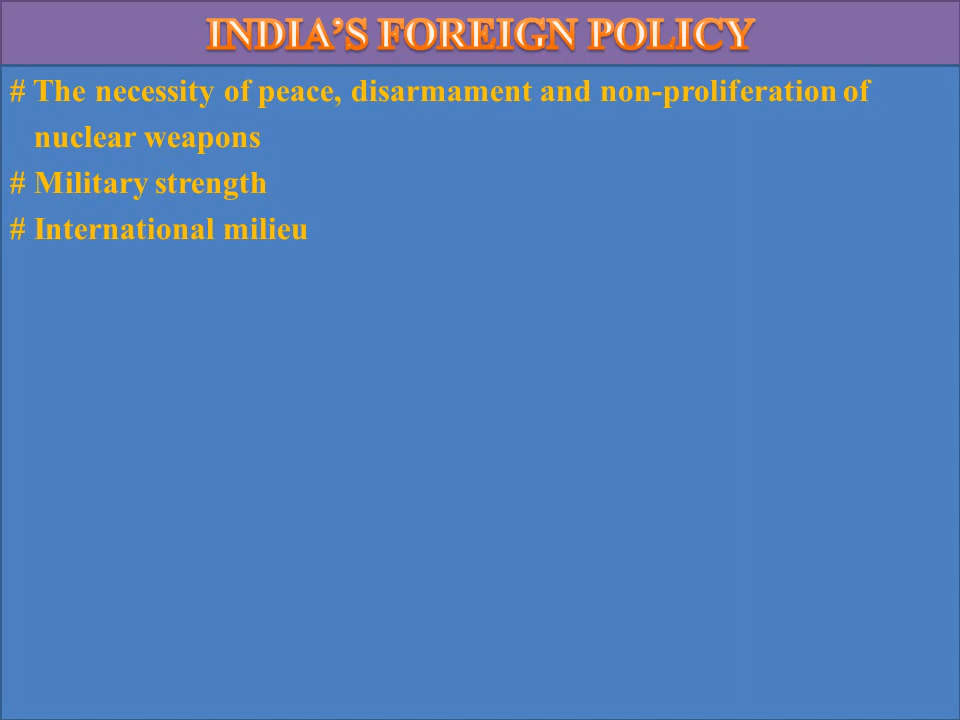 INDIA’S FOREIGN POLICY
# The necessity of peace, disarmament and non-proliferation of
nuclear weapons
# Military strength
# International milieu